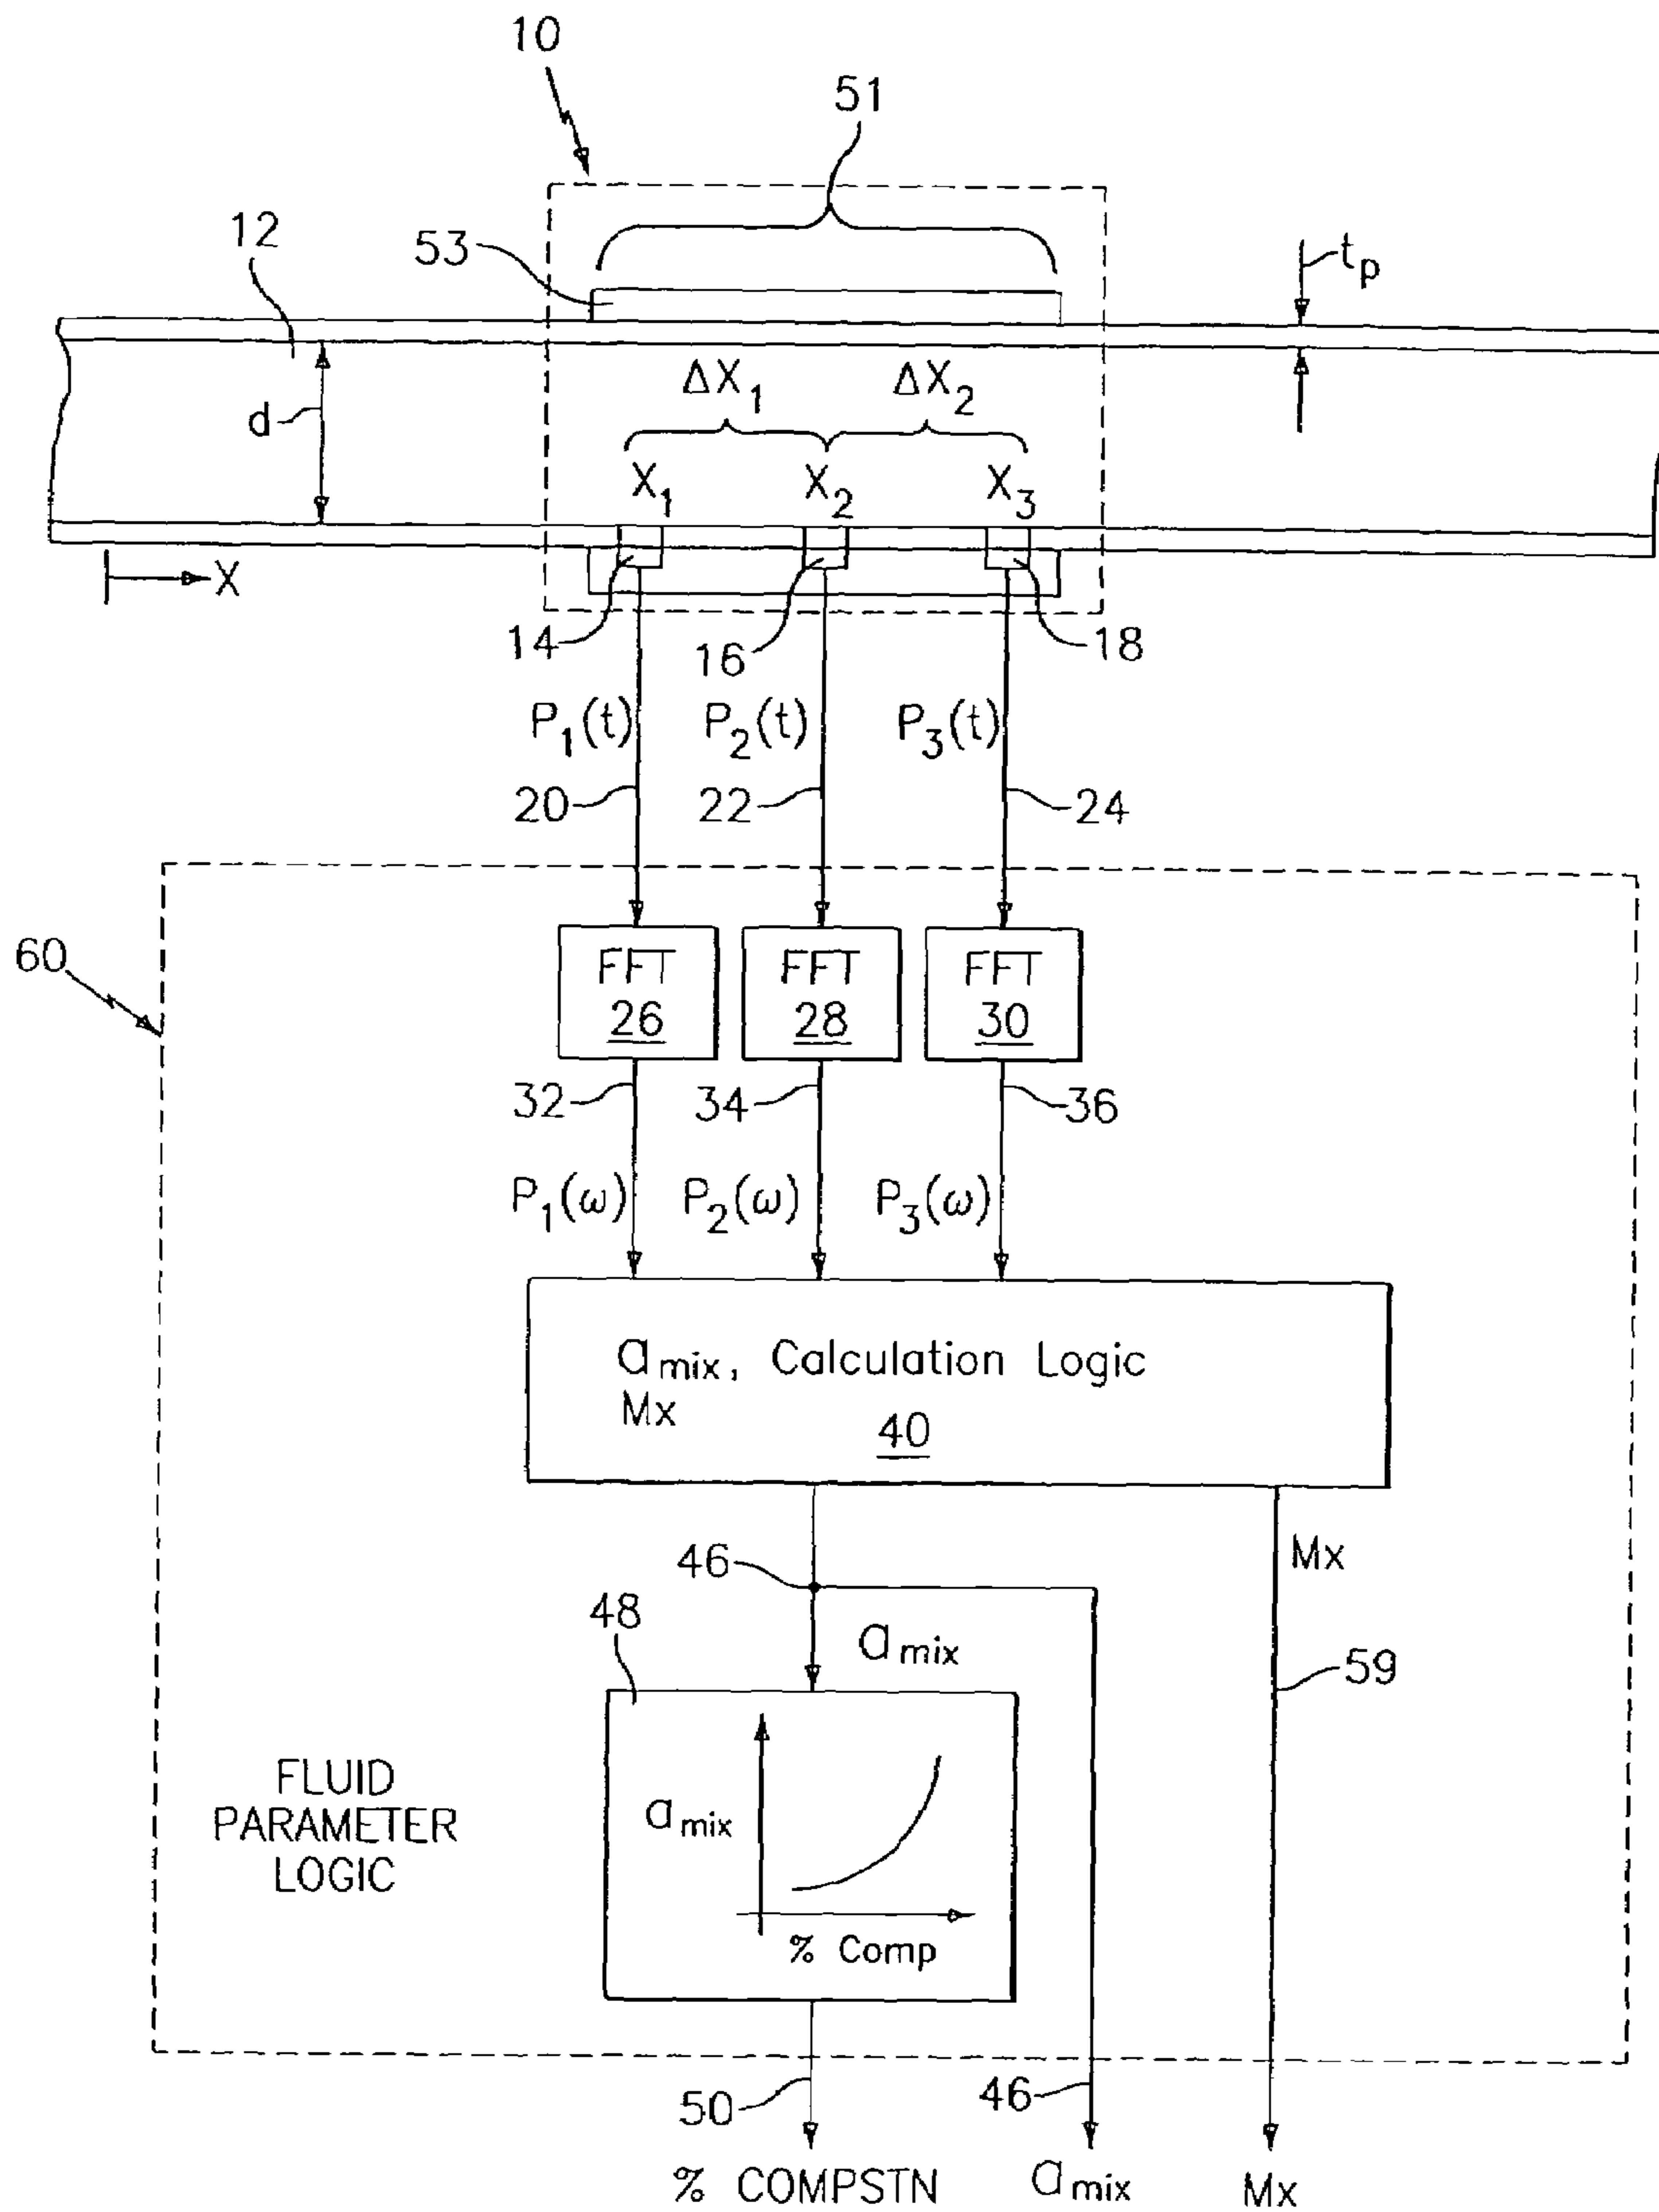 10
51
12
53
t_p
ΔX_1 ΔX_2
d
X_1 X_2 X_3
X
14 16 18
P_1(t) P_2(t) P_3(t)
20 22 24
60
FFT FFT FFT
26 28 30
32 34 36
P_1(ω) P_2(ω) P_3(ω)
a_mix, Calculation Logic
Mx
40
46
Mx
48
a_mix
59
FLUID
PARAMETER
LOGIC
a_mix
% Comp
50
46
% COMPSTN
a_mix
Mx